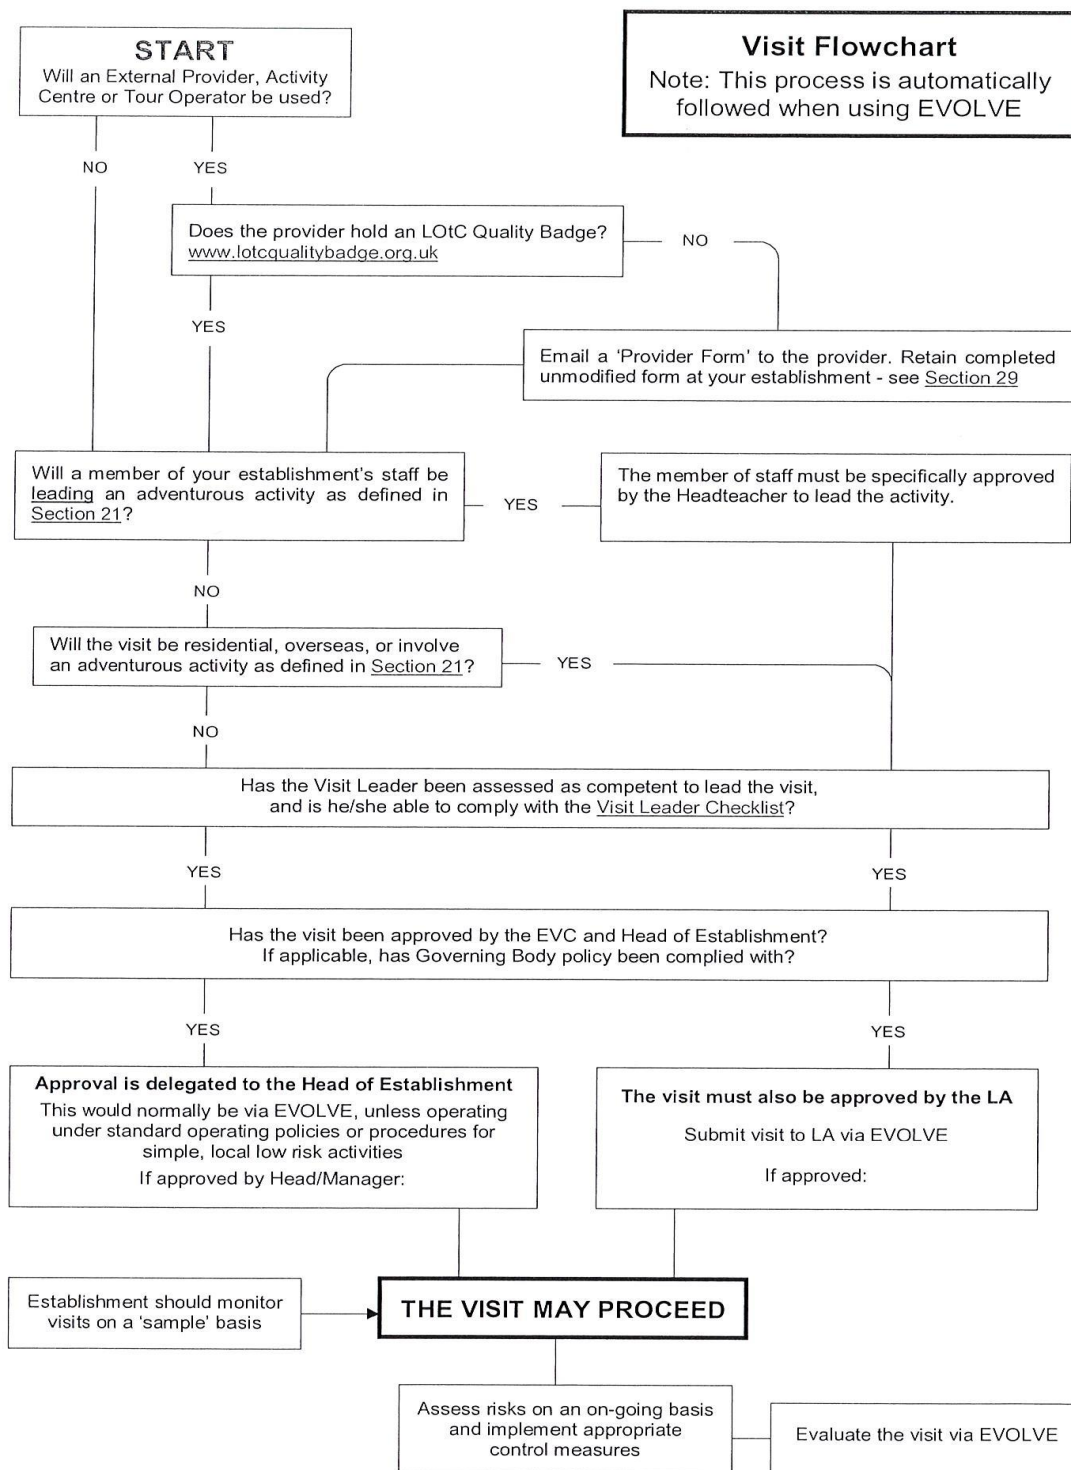 START
Will an External Provider, Activity
Centre or Tour Operator be used?
Visit Flowchart
Note: This process is automatically
followed when using EVOLVE
NO
YES
Does the provider hold an LOtC Quality Badge?
www.lotcqualitybadge.org.uk
NO
YES
Email a ‘Provider Form’ to the provider. Retain completed
unmodified form at your establishment - see Section 29
Will a member of your establishment's staff be
leading an adventurous activity as defined in
Section 21?
YES
The member of staff must be specifically approved
by the Headteacher to lead the activity.
NO
Will the visit be residential, overseas, or involve
an adventurous activity as defined in Section 21?
YES
NO
Has the Visit Leader been assessed as competent to lead the visit,
and is he/she able to comply with the Visit Leader Checklist?
YES
YES
Has the visit been approved by the EVC and Head of Establishment?
If applicable, has Governing Body policy been complied with?
YES
YES
Approval is delegated to the Head of Establishment
This would normally be via EVOLVE, unless operating
under standard operating policies or procedures for
simple, local low risk activities
If approved by Head/Manager:
The visit must also be approved by the LA
Submit visit to LA via EVOLVE
If approved:
Establishment should monitor
visits on a ‘sample’ basis
THE VISIT MAY PROCEED
Assess risks on an on-going basis
and implement appropriate
control measures
Evaluate the visit via EVOLVE